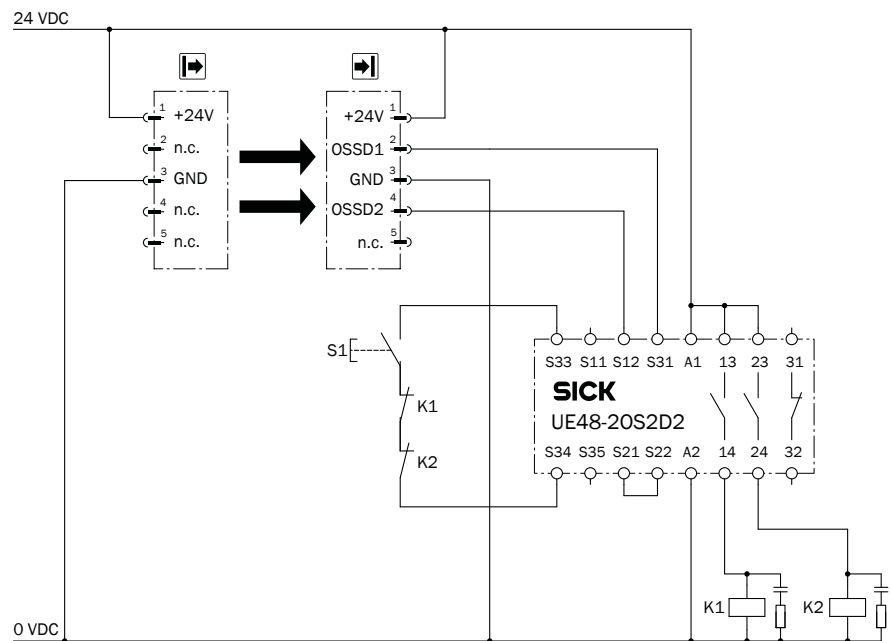 24 VDC
1 +24V
2 n.c.
3 GND
4 n.c.
5 n.c.
+24V 1
OSSD1 2
GND 3
OSSD2 4
n.c. 5
S1
K1
K2
S33 S11 S12 S31 A1 13 23 31
SICK
UE48-20S2D2
S34 S35 S21 S22 A2 14 24 32
K1
K2
0 VDC